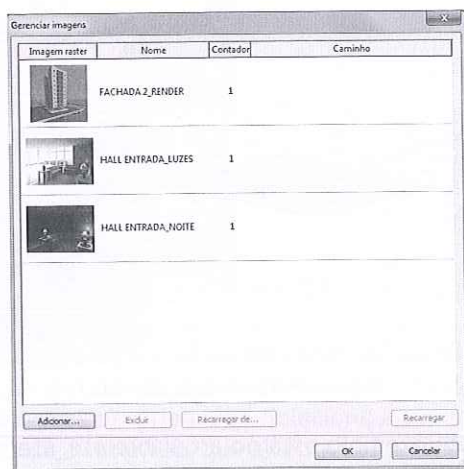 Gerenciar imagens
X
Imagem raster Nome Contador Caminho
FACHADA 2_RENDER 1
HALL ENTRADA_LUZES 1
HALL ENTRADA_NOITE 1
Adicionar... Excluir Recarregar de... Recarregar
OK Cancelar